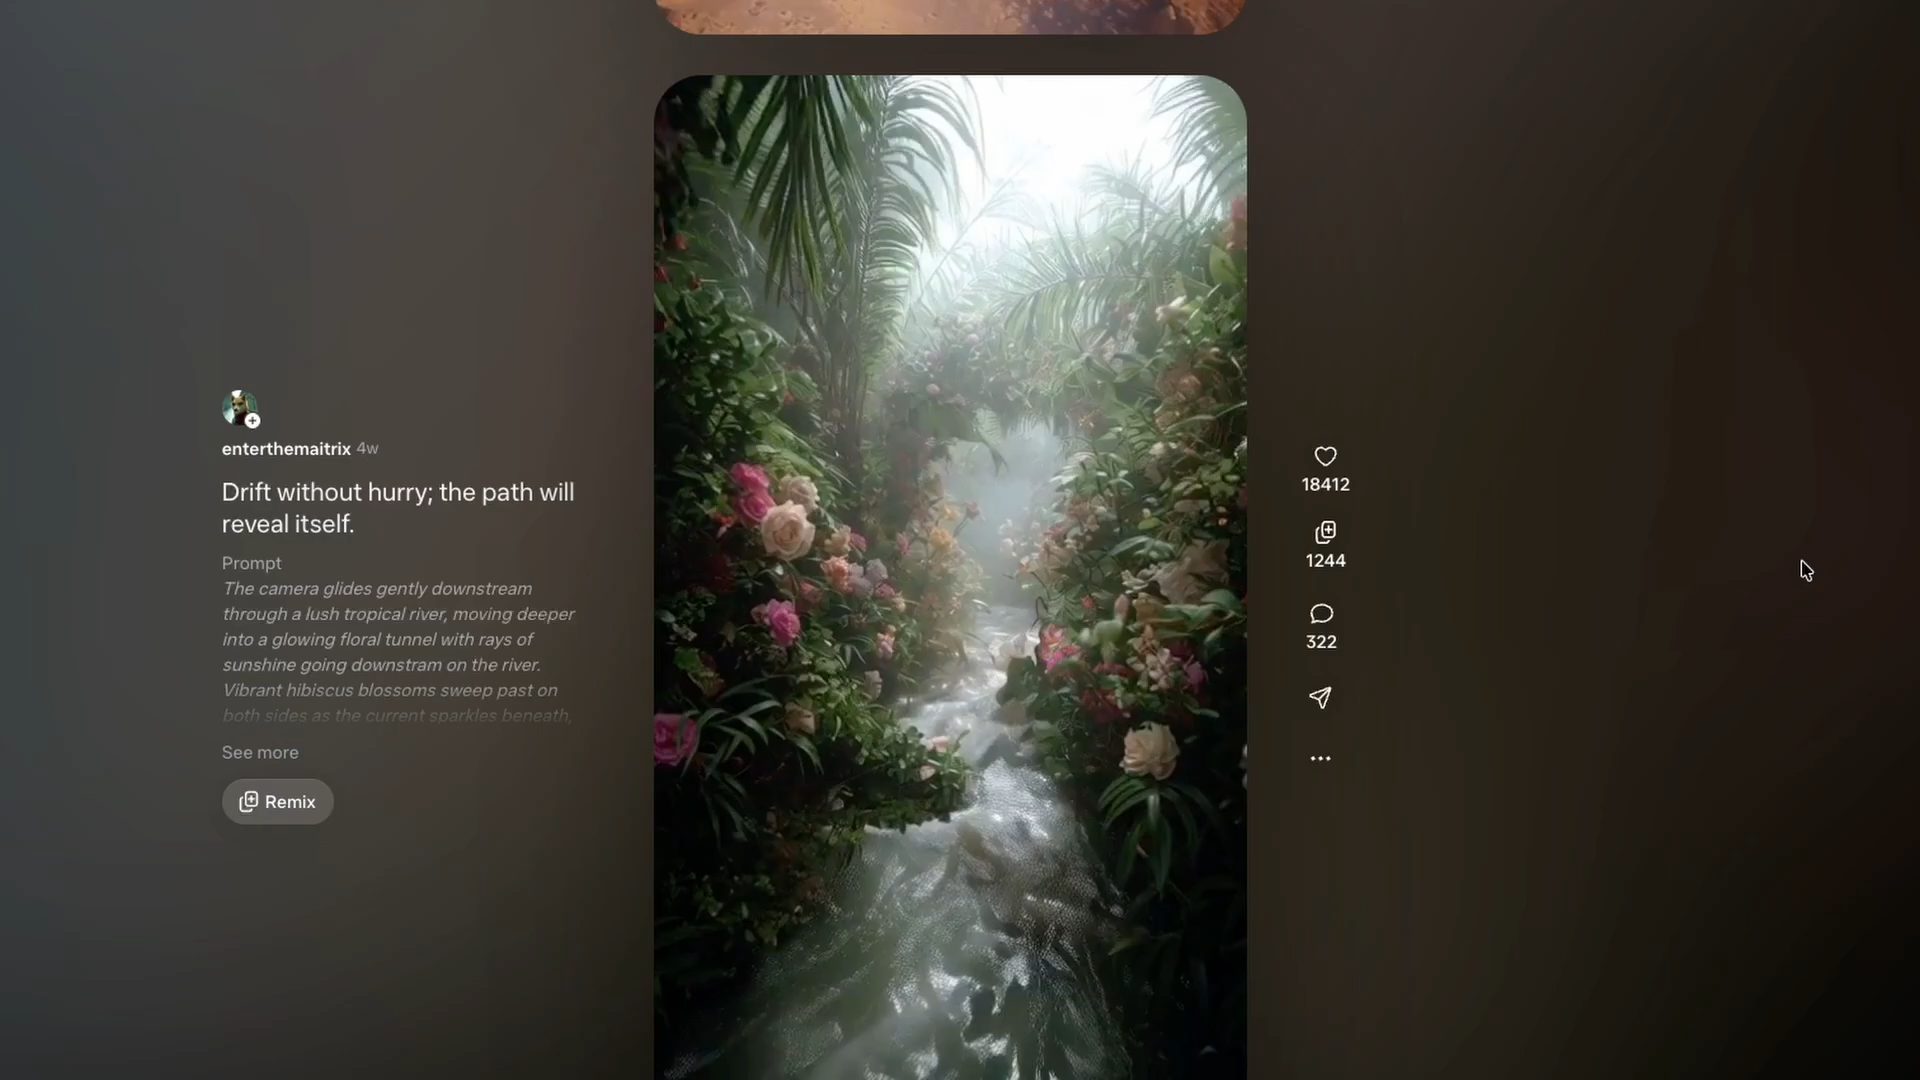 enterthemaitrix 4w
Drift without hurry; the path will
reveal itself.
Prompt
The camera glides gently downstream
through a lush tropical river, moving deeper
into a glowing floral tunnel with rays of
sunshine going downstram on the river.
Vibrant hibiscus blossoms sweep past on
both sides as the current sparkles beneath,
See more
Remix
18412
1244
322